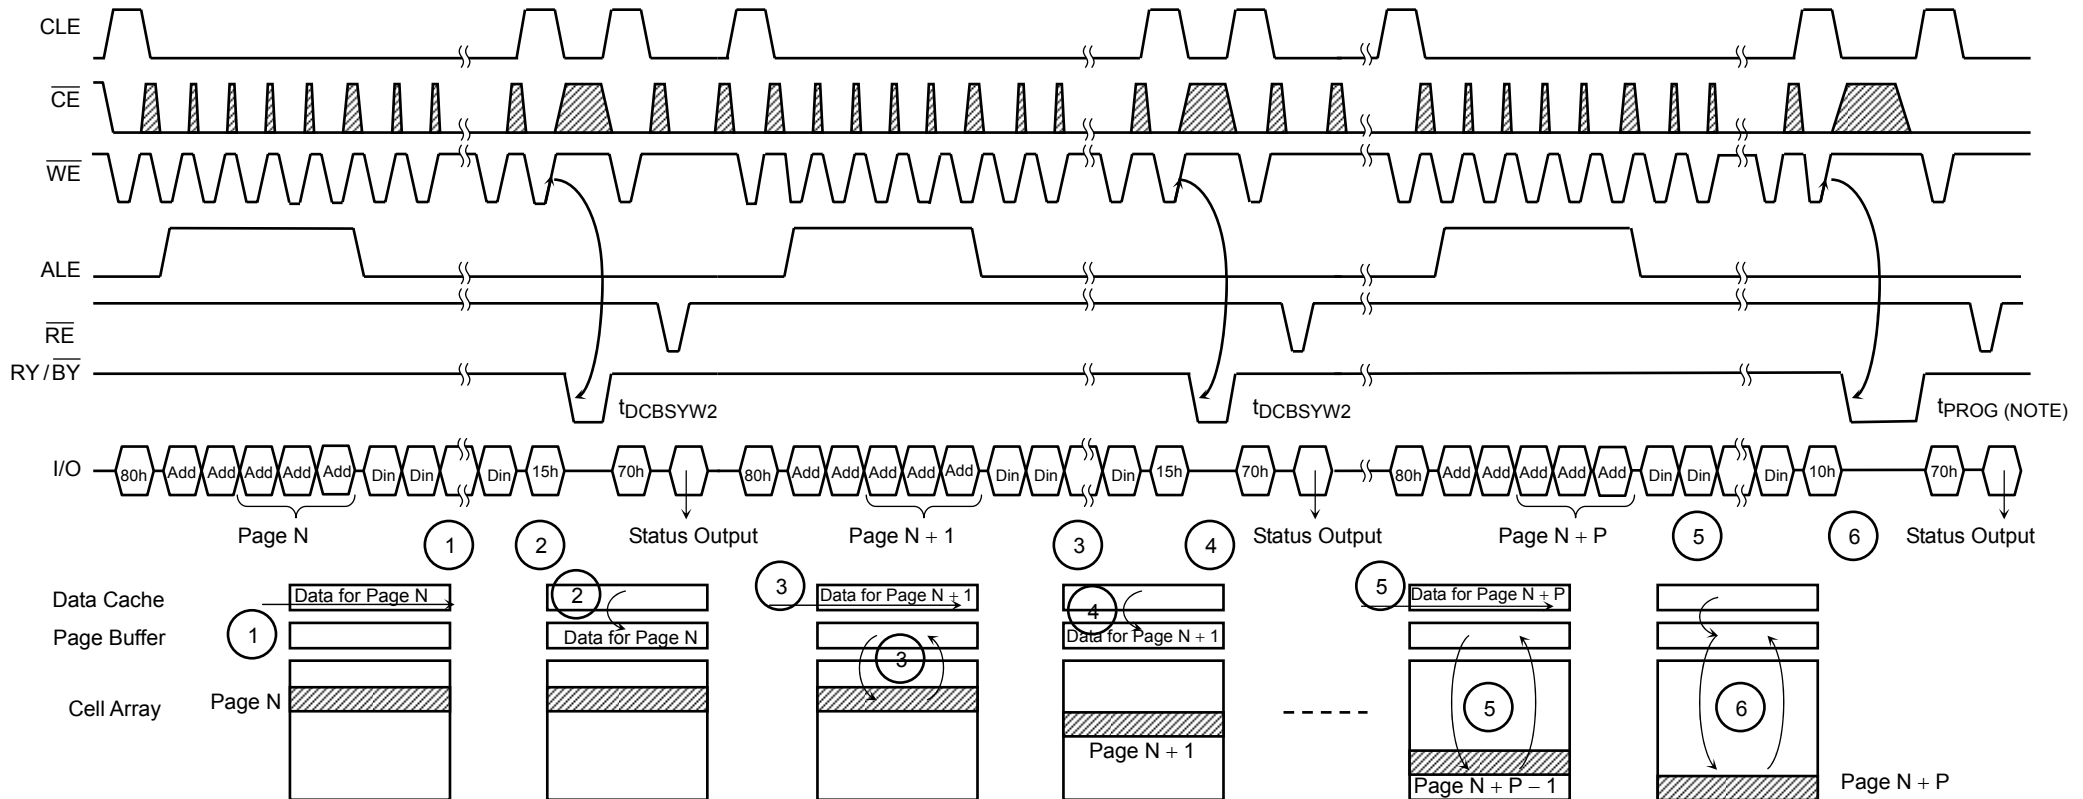 CLE
CE
WE
ALE
RE
RY/BY
tDCBSYW2 tDCBSYW2 tPROG (NOTE)
I/O 80h Add Add Add Add Add Din Din Din 15h 70h 80h Add Add Add Add Add Din Din Din 15h 70h 80h Add Add Add Add Add Din Din Din 10h 70h
Page N 1 2 Status Output Page N + 1 3 4 Status Output Page N + P 5 6 Status Output
Data Cache Data for Page N 2 3 Data for Page N + 1 4 5 Data for Page N + P
Page Buffer 1 Data for Page N 3 Data for Page N + 1
Cell Array Page N Page N + 1 5 Page N + P − 1 6 Page N + P